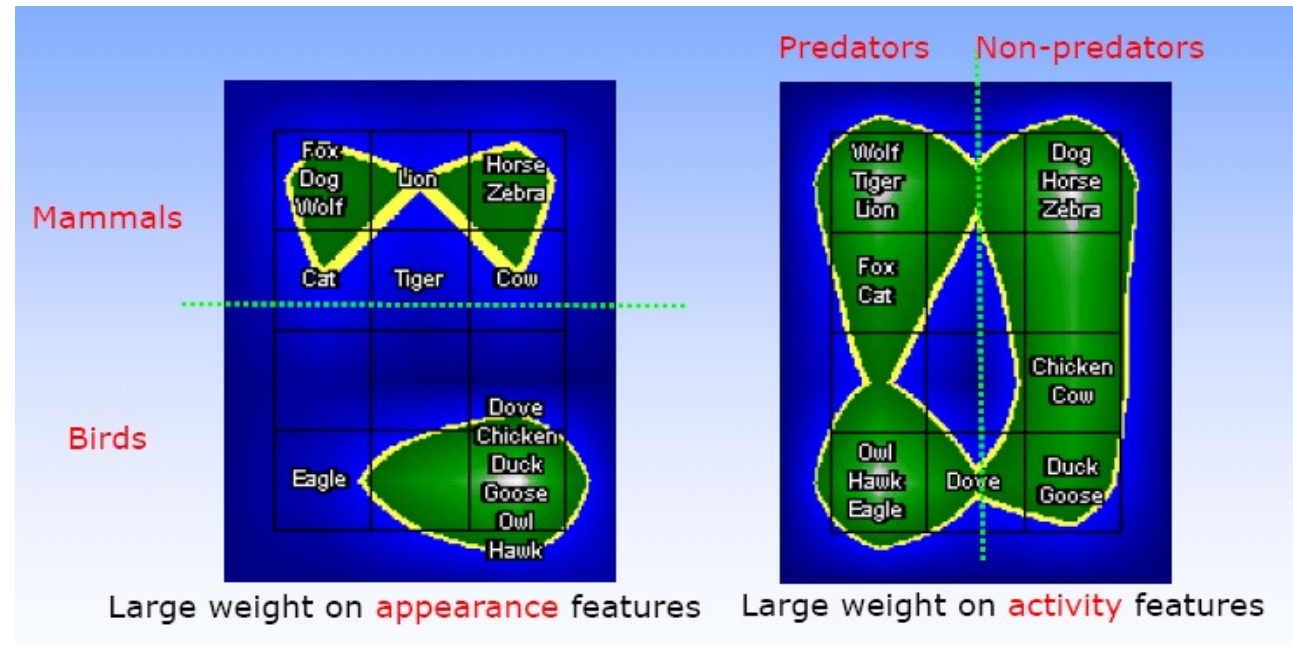 Predators Non-predators
Mammals
Birds
Fox
Dog
Wolf
Lion
Horse
Zebra
Cat
Tiger
Cow
Dove
Chicken
Duck
Goose
Owl
Hawk
Eagle
Wolf
Tiger
Lion
Dog
Horse
Zebra
Fox
Cat
Chicken
Cow
Owl
Hawk
Eagle
Dove
Duck
Goose
Large weight on appearance features
Large weight on activity features